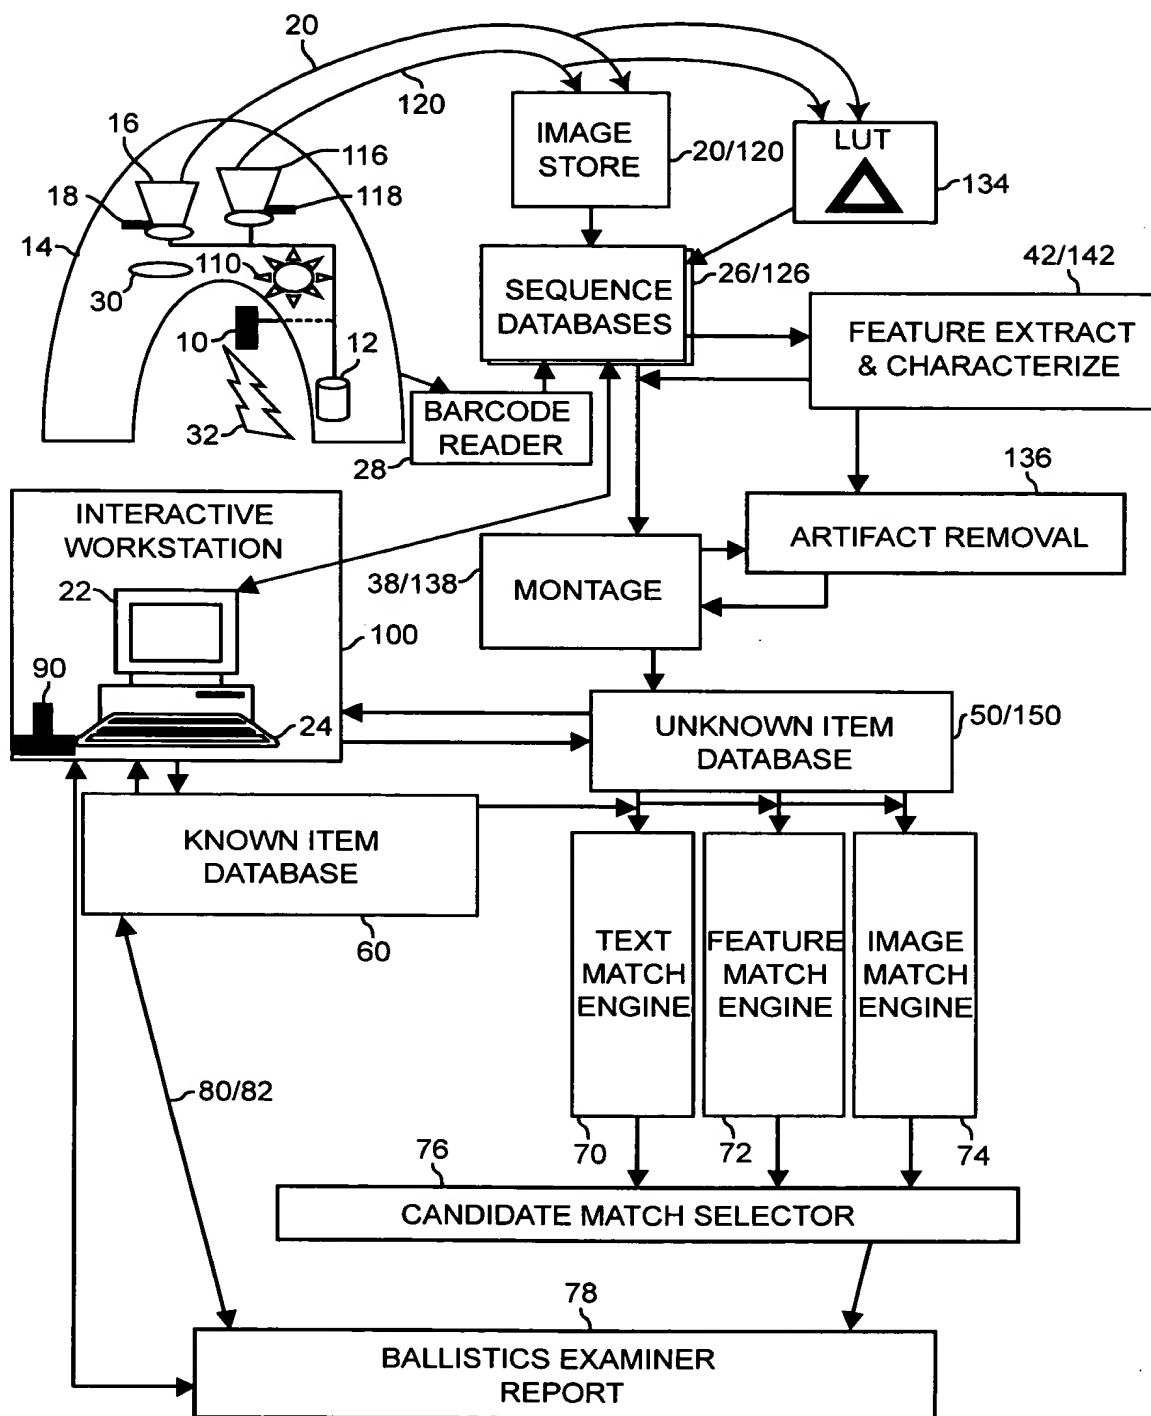 20
120
16
116
IMAGE
STORE
20/120
LUT
134
18
118
14
110
30
SEQUENCE
DATABASES
26/126
42/142
FEATURE EXTRACT
& CHARACTERIZE
10
12
32
BARCODE
READER
28
136
ARTIFACT REMOVAL
INTERACTIVE
WORKSTATION
22
38/138
MONTAGE
100
90
24
UNKNOWN ITEM
DATABASE
50/150
KNOWN ITEM
DATABASE
60
TEXT
MATCH
ENGINE
FEATURE
MATCH
ENGINE
IMAGE
MATCH
ENGINE
80/82
70
72
74
76
CANDIDATE MATCH SELECTOR
78
BALLISTICS EXAMINER
REPORT